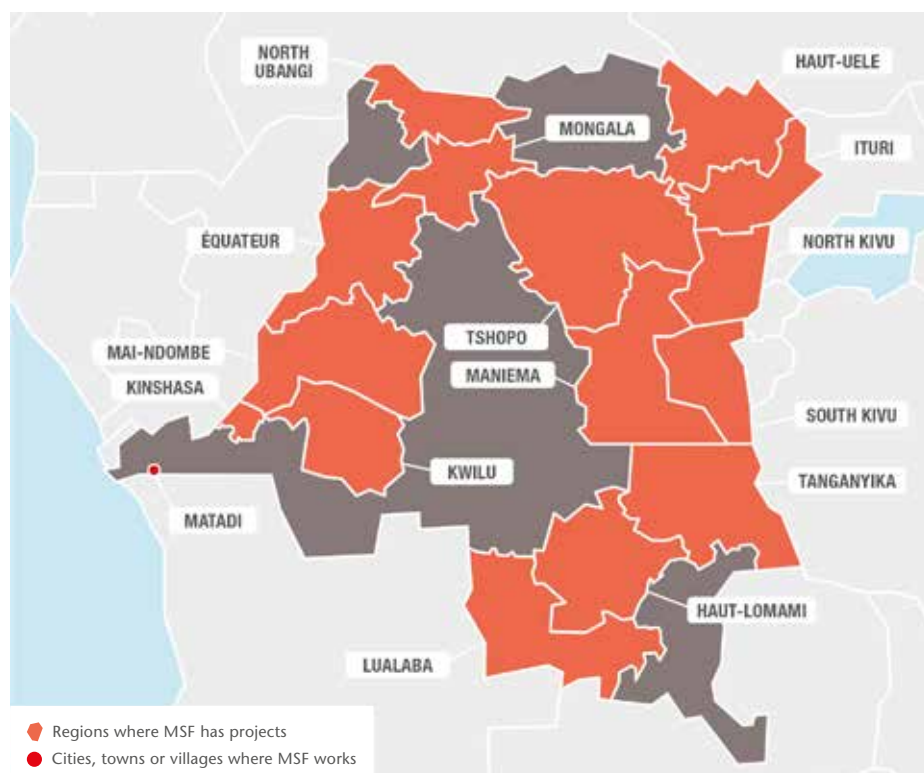 NORTH
UBANGI
HAUT-UELE
MONGALA
ITURI
ÉQUATEUR
NORTH KIVU
TSHOPO
MAI-NDOMBE
MANIEMA
KINSHASA
SOUTH KIVU
KWILU
TANGANYIKA
MATADI
HAUT-LOMAMI
LUALABA
Regions where MSF has projects
Cities, towns or villages where MSF works